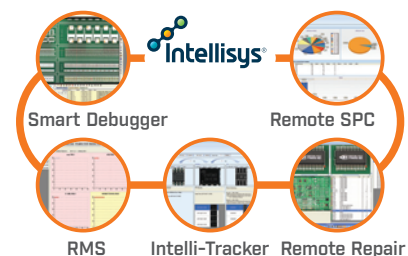 Intellisys®
Smart Debugger
Remote SPC
RMS
Intelli-Tracker
Remote Repair